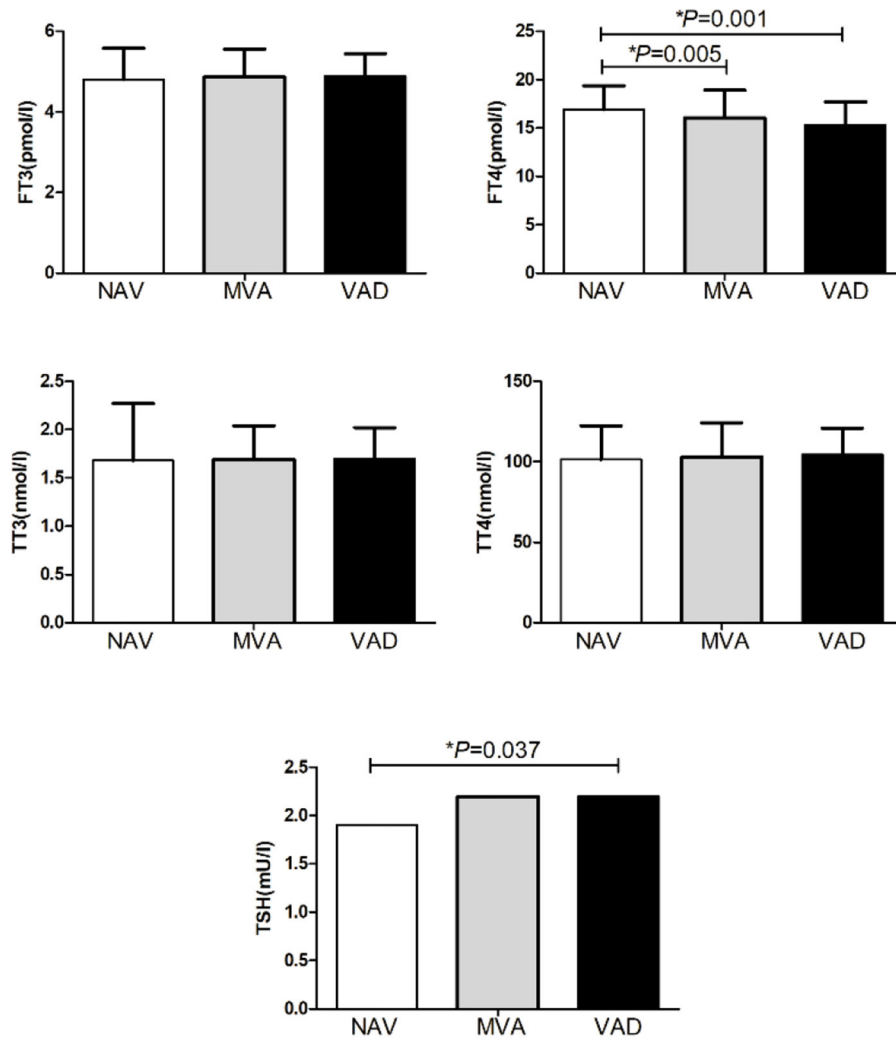 FT3(pmol/l)
6
4
2
0
NAV MVA VAD
FT4(pmol/l)
25
20
15
10
5
0
*P=0.001
*P=0.005
NAV MVA VAD
TT3(nmol/l)
2.5
2.0
1.5
1.0
0.5
0.0
NAV MVA VAD
TT4(nmol/l)
150
100
50
0
NAV MVA VAD
TSH(mU/l)
*P=0.037
2.5
2.0
1.5
1.0
0.5
0.0
NAV MVA VAD